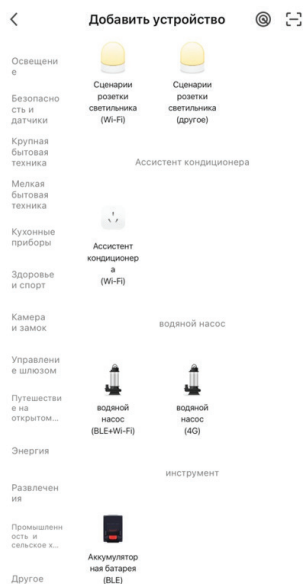 Добавить устройство
Освещени
е
Безопасно
сть и
датчики
Крупная
бытовая
техника
Мелкая
бытовая
техника
Кухонные
приборы
Здоровье
и спорт
Камера
и замок
Управлени
е шлюзом
Путешестви
е на
открытом...
Энергия
Развлечен
ия
Промышленн
ость и
сельское х...
Другое
Сценарии
розетки
светильника
(Wi-Fi)
Сценарии
розетки
светильника
(другое)
Ассистент кондиционера
Ассистент
кондиционер
а
(Wi-Fi)
водяной насос
водяной
насос
(BLE+Wi-Fi)
водяной
насос
(4G)
инструмент
Аккумулятор
ная батарея
(BLE)